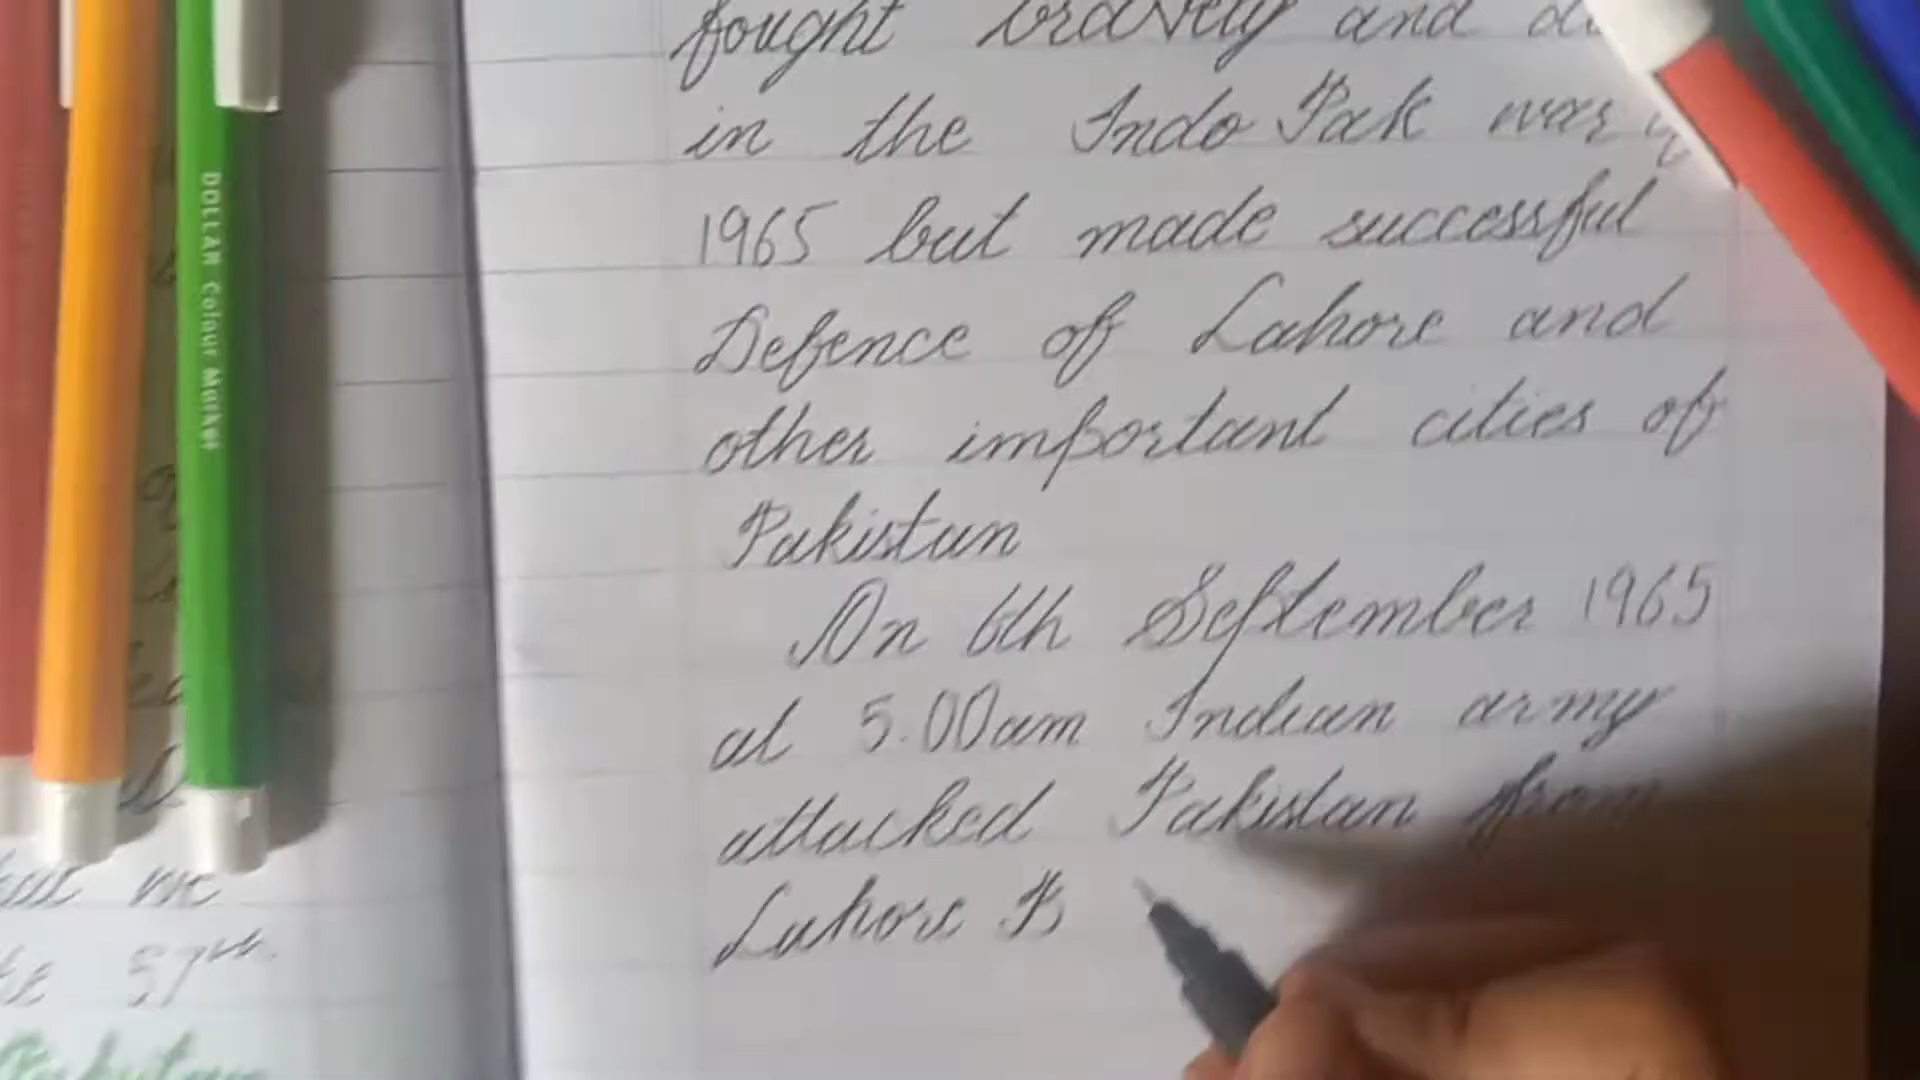 DOLLAR Colour Marker
fought bravely and
in the Indo Pak war
1965 but made successful
Defence of Lahore and
other important cities of
Pakistan
On 6th September 1965
at 5.00am Indian army
attacked Pakistan from
Lahore B